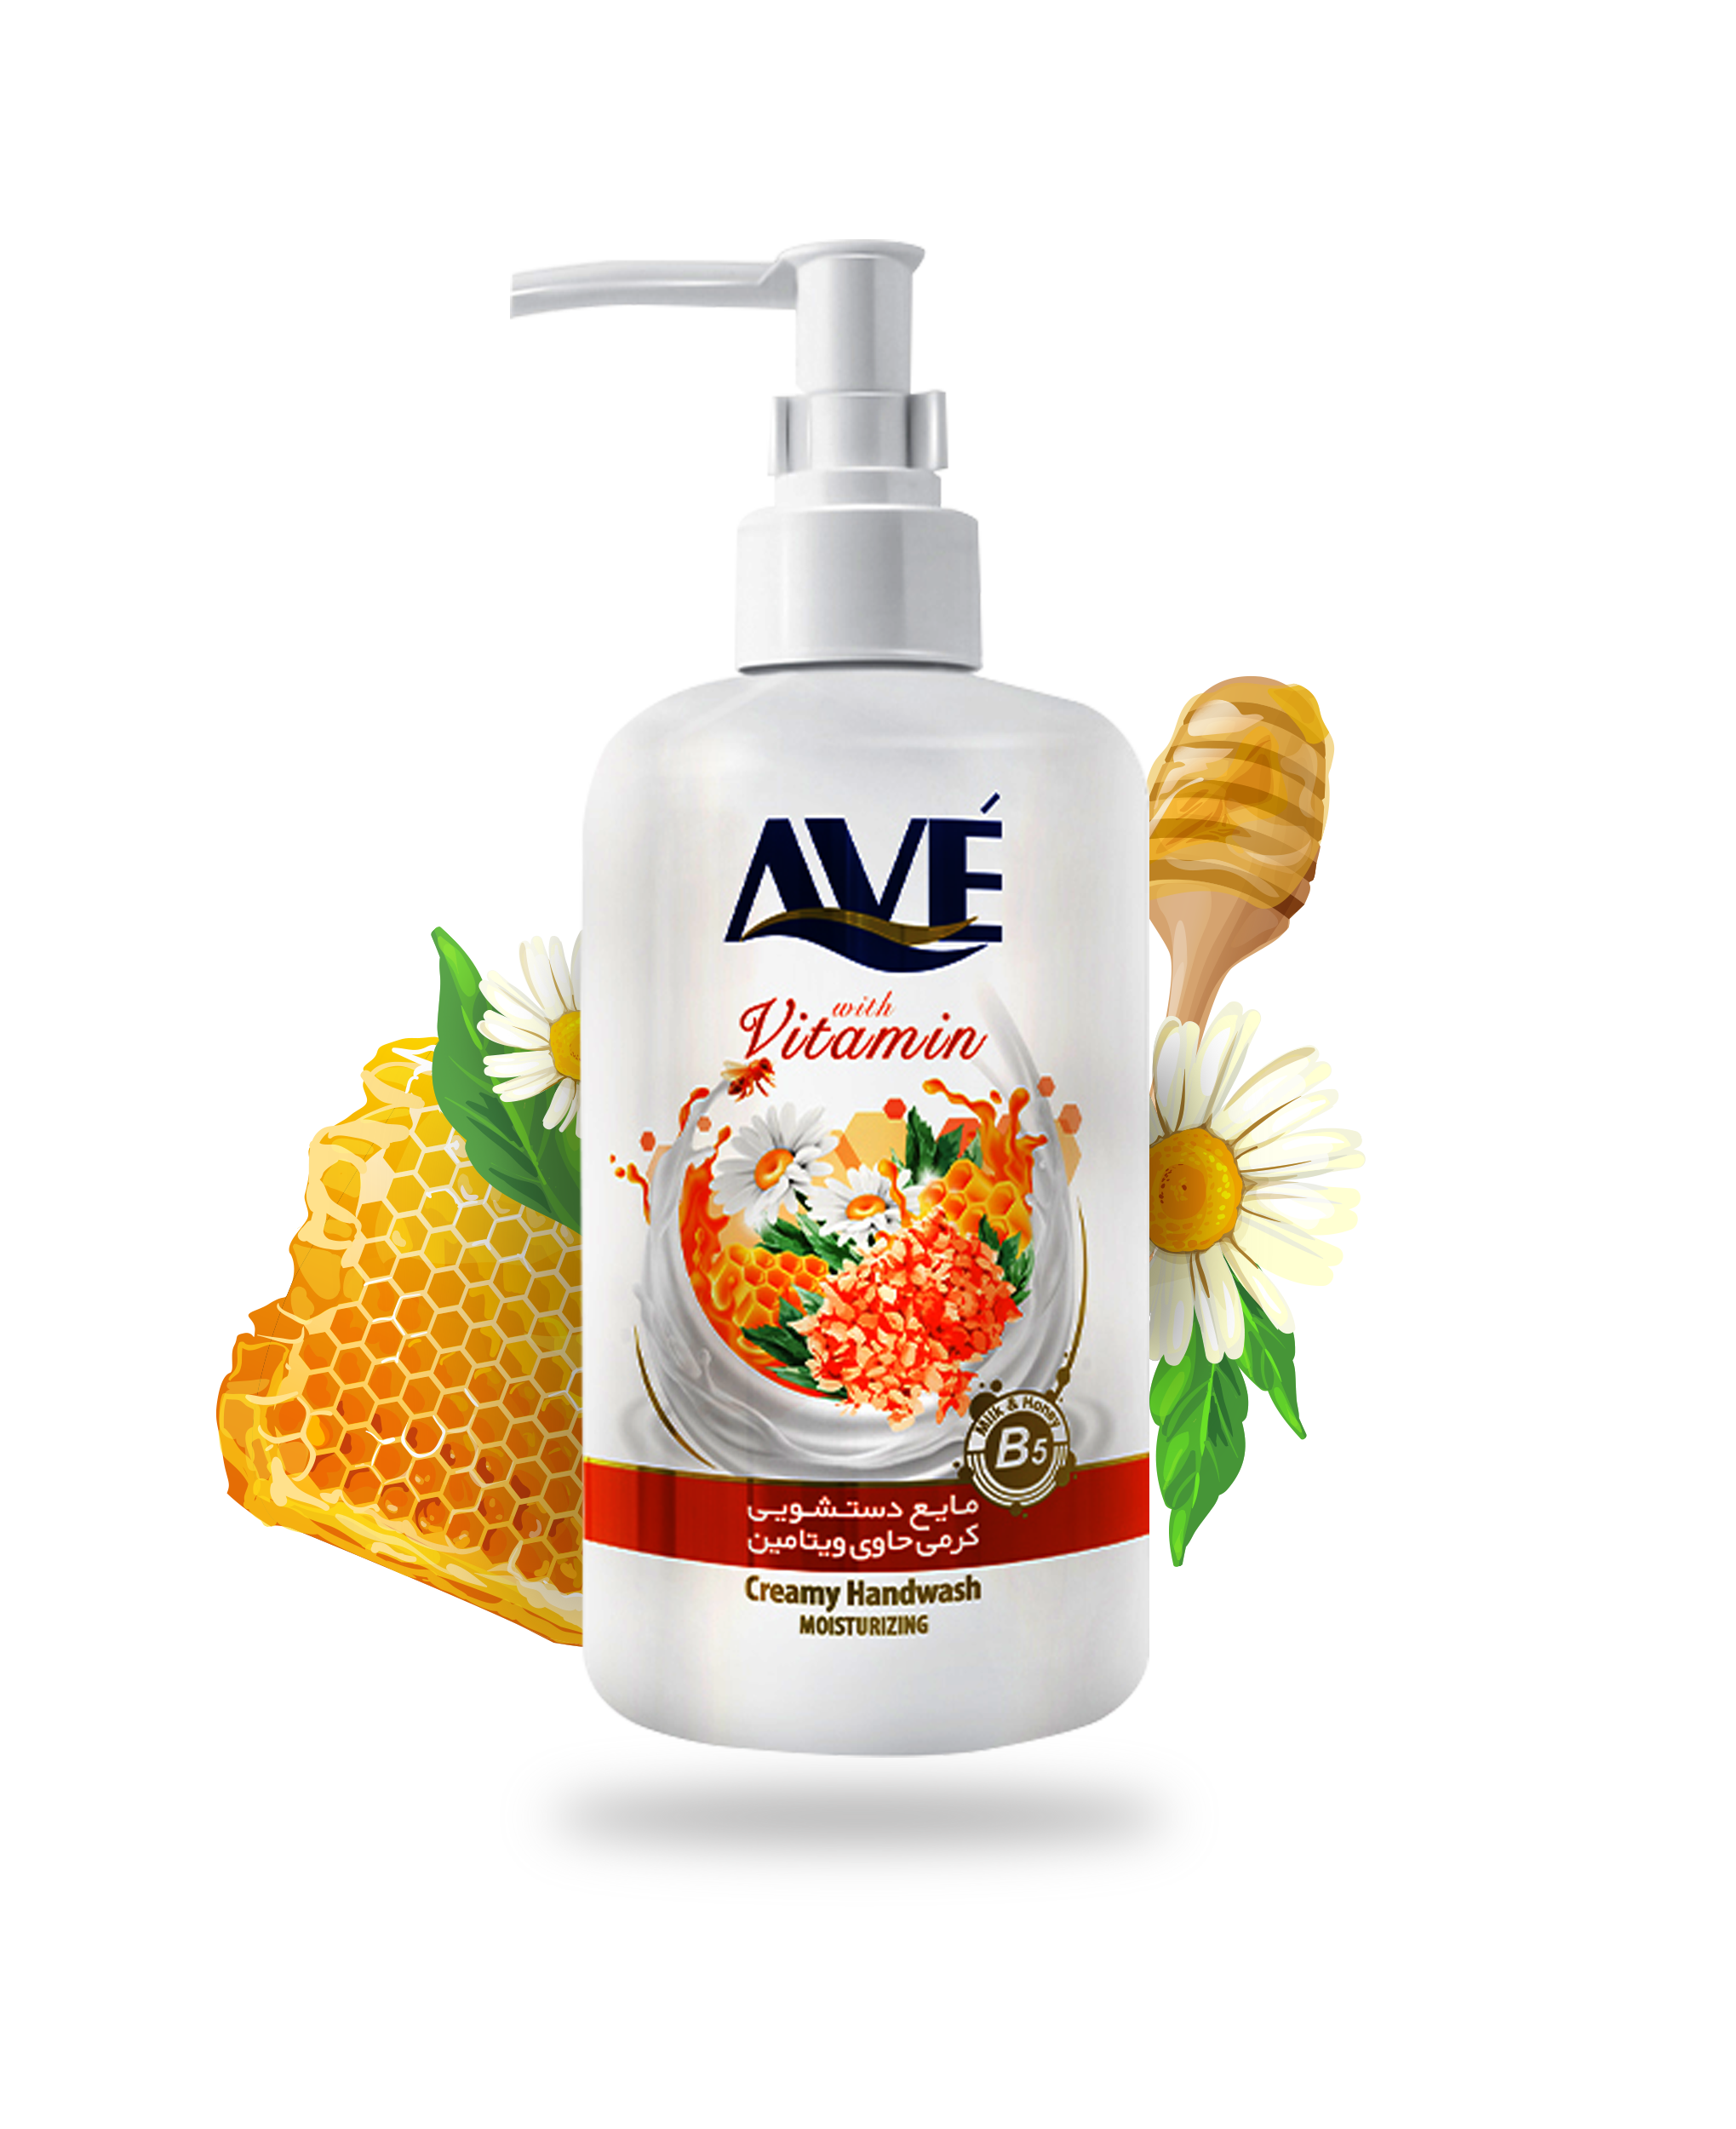 AVÉ
with
Vitamin
Milk & Honey
B5
مایع دستشویی
کرمی حاوی ویتامین
Creamy Handwash
MOISTURIZING